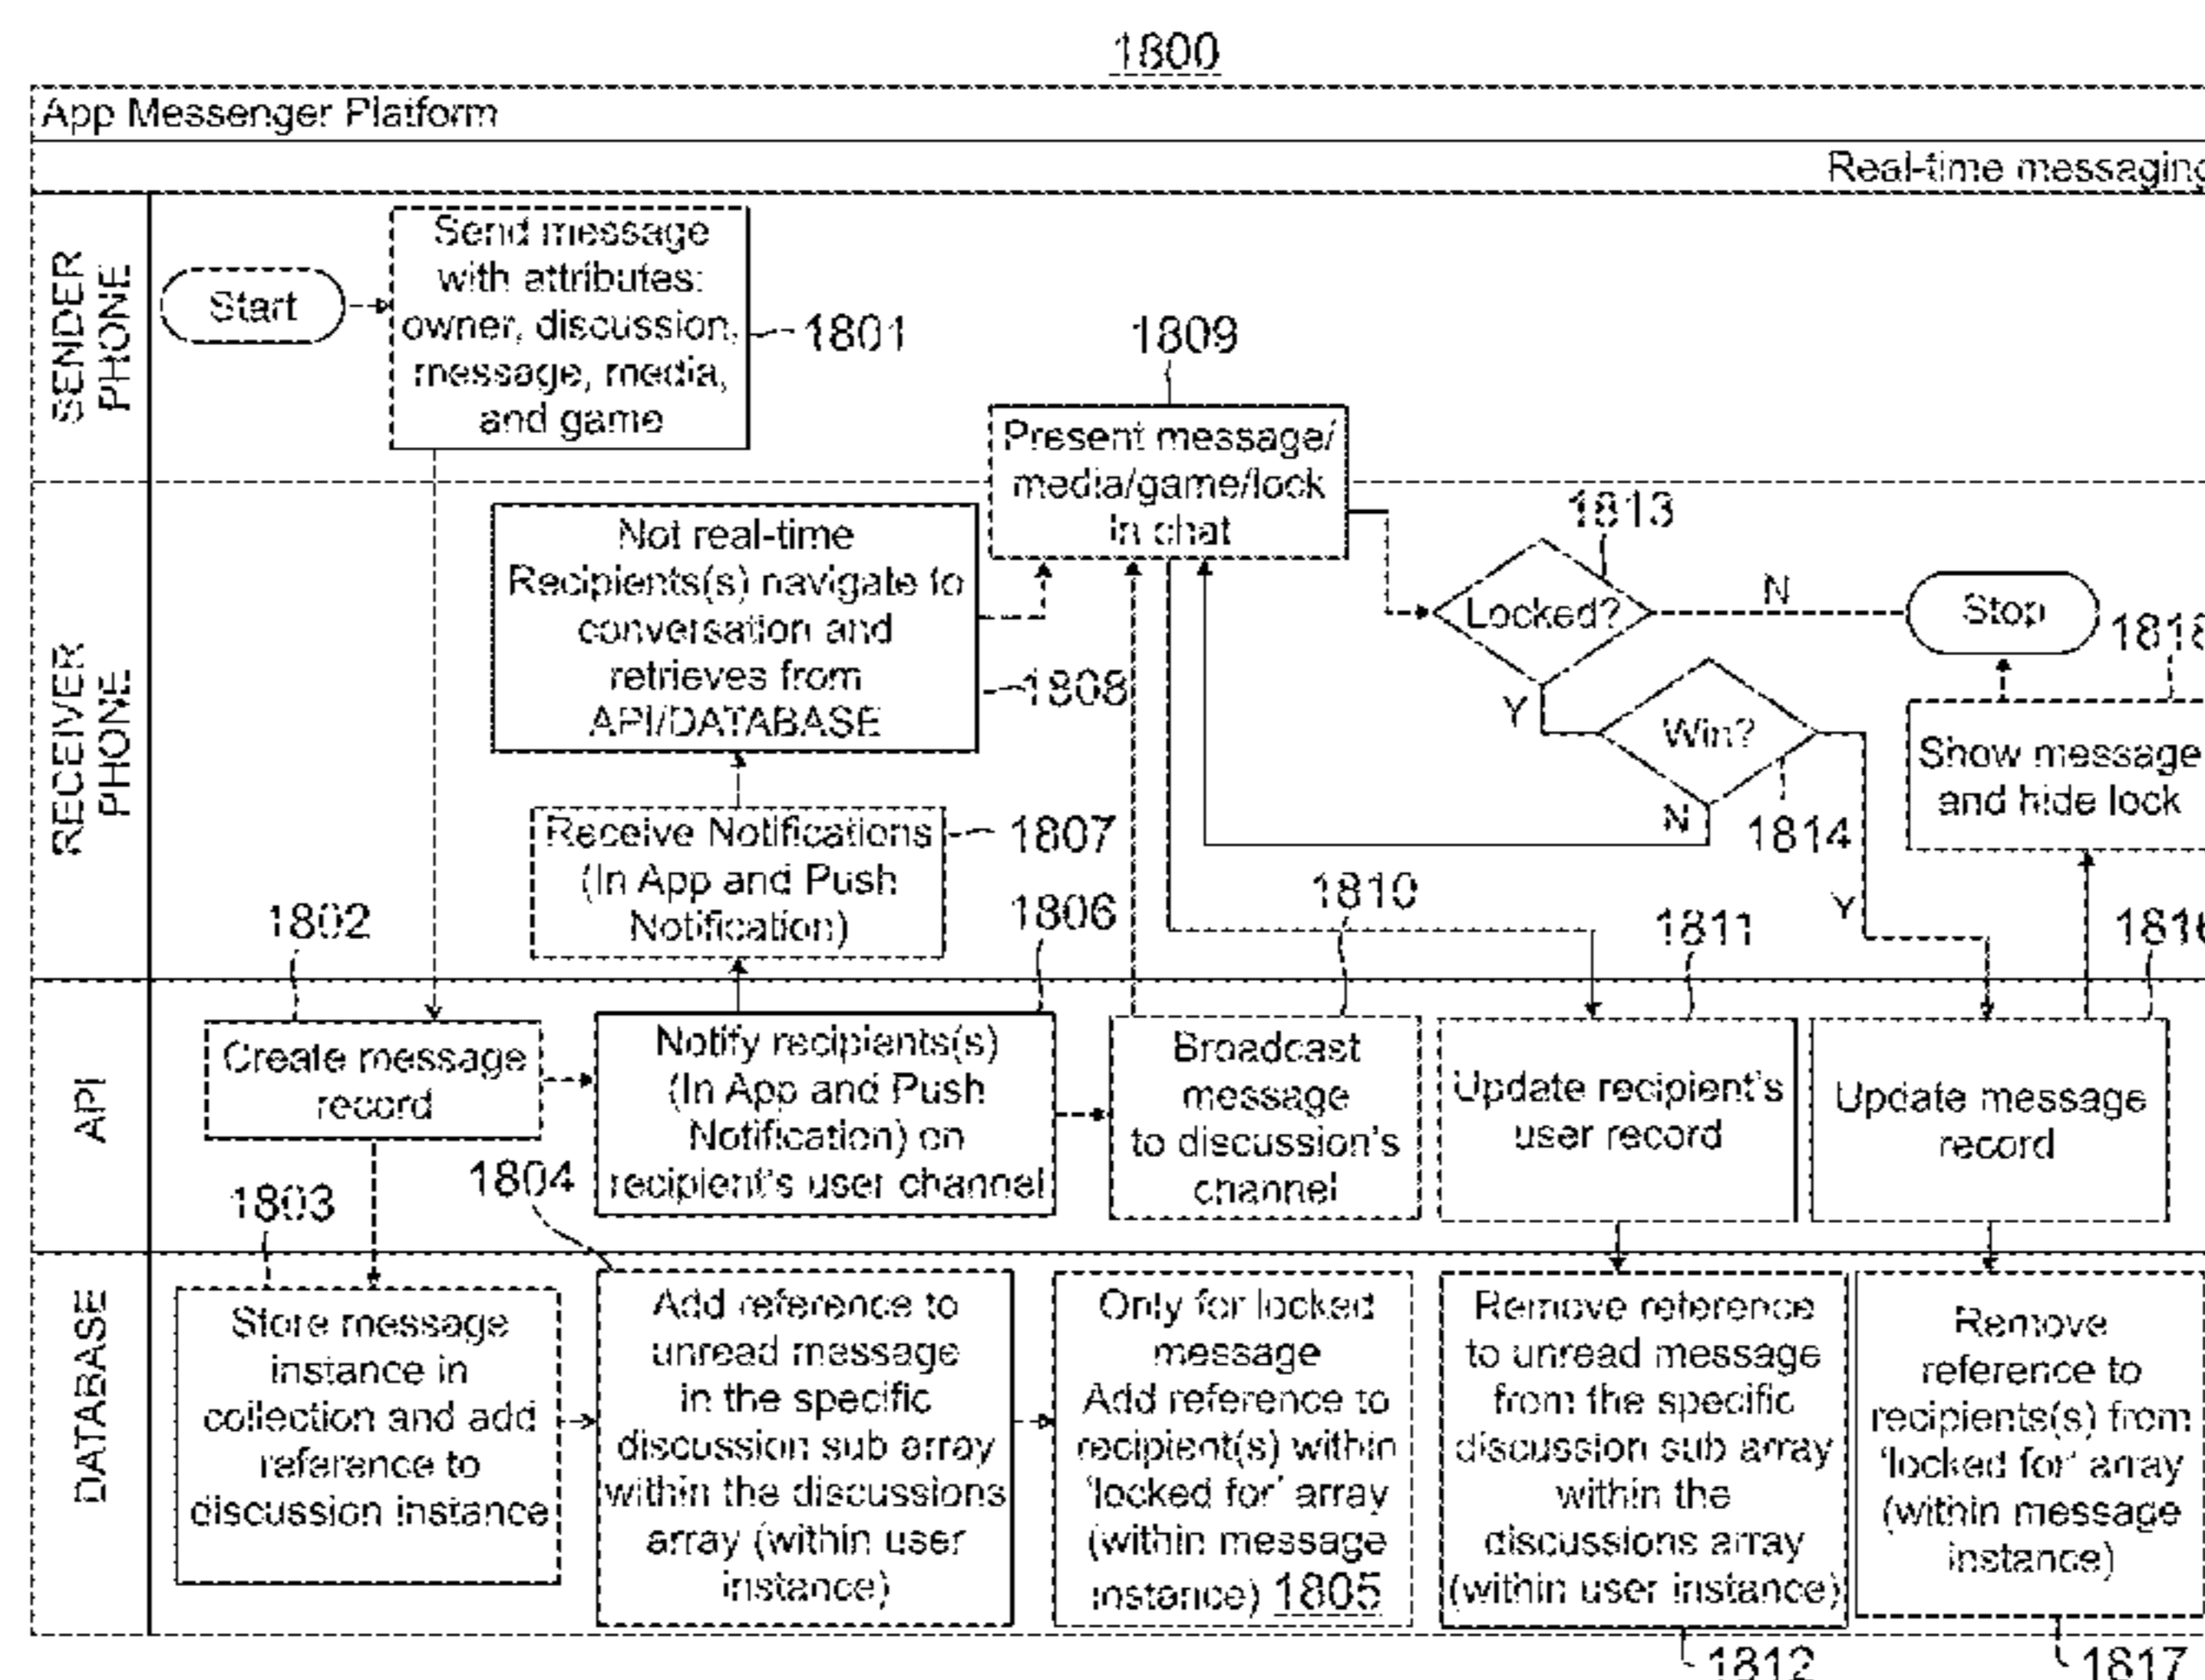 1800
App Messenger Platform
Real-time messaging
SENDER
PHONE
Start
Send message
with attributes:
owner, discussion,
message, media,
and game
1801
1809
Present message/
media/game/lock
in chat
RECEIVER
PHONE
Not real-time
Recipients(s) navigate to
conversation and
retrieves from
API/DATABASE
1808
1813
Locked?
N
Stop
1818
Y
Win?
N
1814
Y
Show message
and hide lock
Receive Notifications
(In App and Push
Notification)
1807
1802
1806
1810
1811
1816
API
Create message
record
Notify recipients(s)
(In App and Push
Notification) on
recipient's user channel
Broadcast
message
to discussion's
channel
Update recipient's
user record
Update message
record
1803
1804
DATABASE
Store message
instance in
collection and add
reference to
discussion instance
Add reference to
unread message
in the specific
discussion sub array
within the discussions
array (within user
instance)
Only for locked
message
Add reference to
recipient(s) within
'locked for' array
(within message
instance) 1805
Remove reference
to unread message
from the specific
discussion sub array
within the
discussions array
(within user instance)
Remove
reference to
recipients(s) from
'locked for' array
(within message
instance)
1812
1817